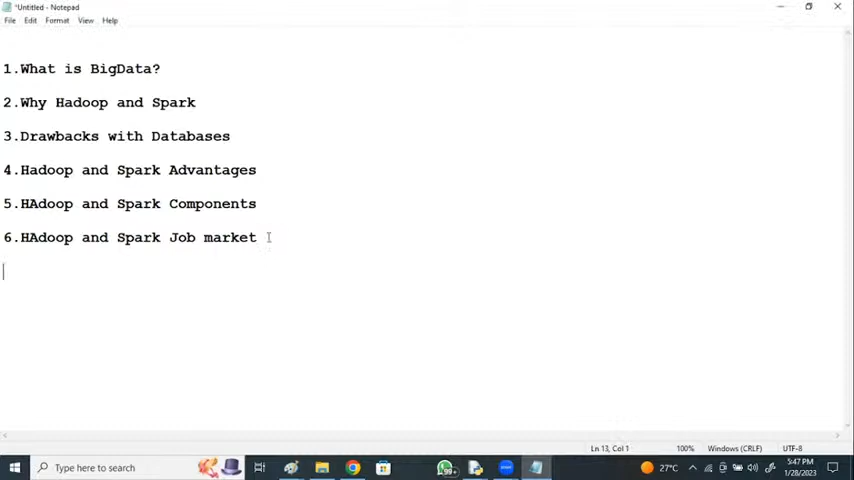 *Untitled - Notepad
File Edit Format View Help
1.What is BigData?
2.Why Hadoop and Spark
3.Drawbacks with Databases
4.Hadoop and Spark Advantages
5.HAdoop and Spark Components
6.HAdoop and Spark Job market
Ln 13, Col 1 100% Windows (CRLF) UTF-8
Type here to search 99+ 27°C 5:47 PM
1/28/2023